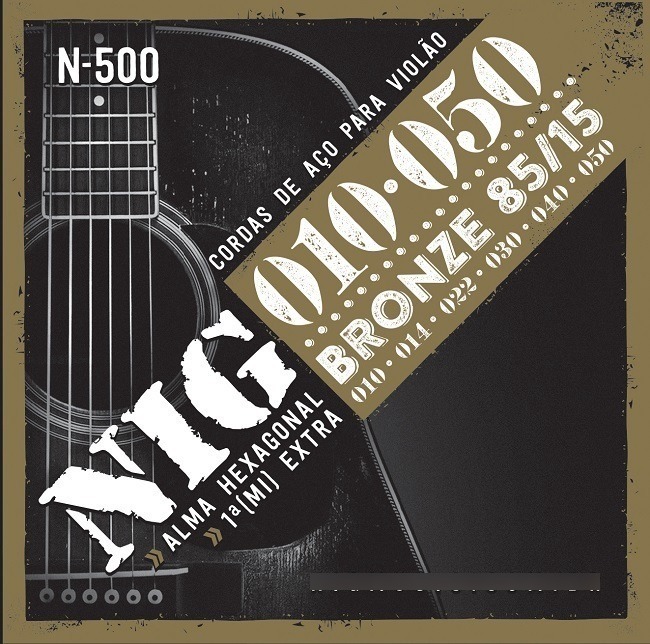 N-500
CORDAS DE AÇO PARA VIOLÃO
010·050
BRONZE 85/15
010 · 014 · 022 · 030 · 040 · 050
NIG
ALMA HEXAGONAL
1ª(MI) EXTRA